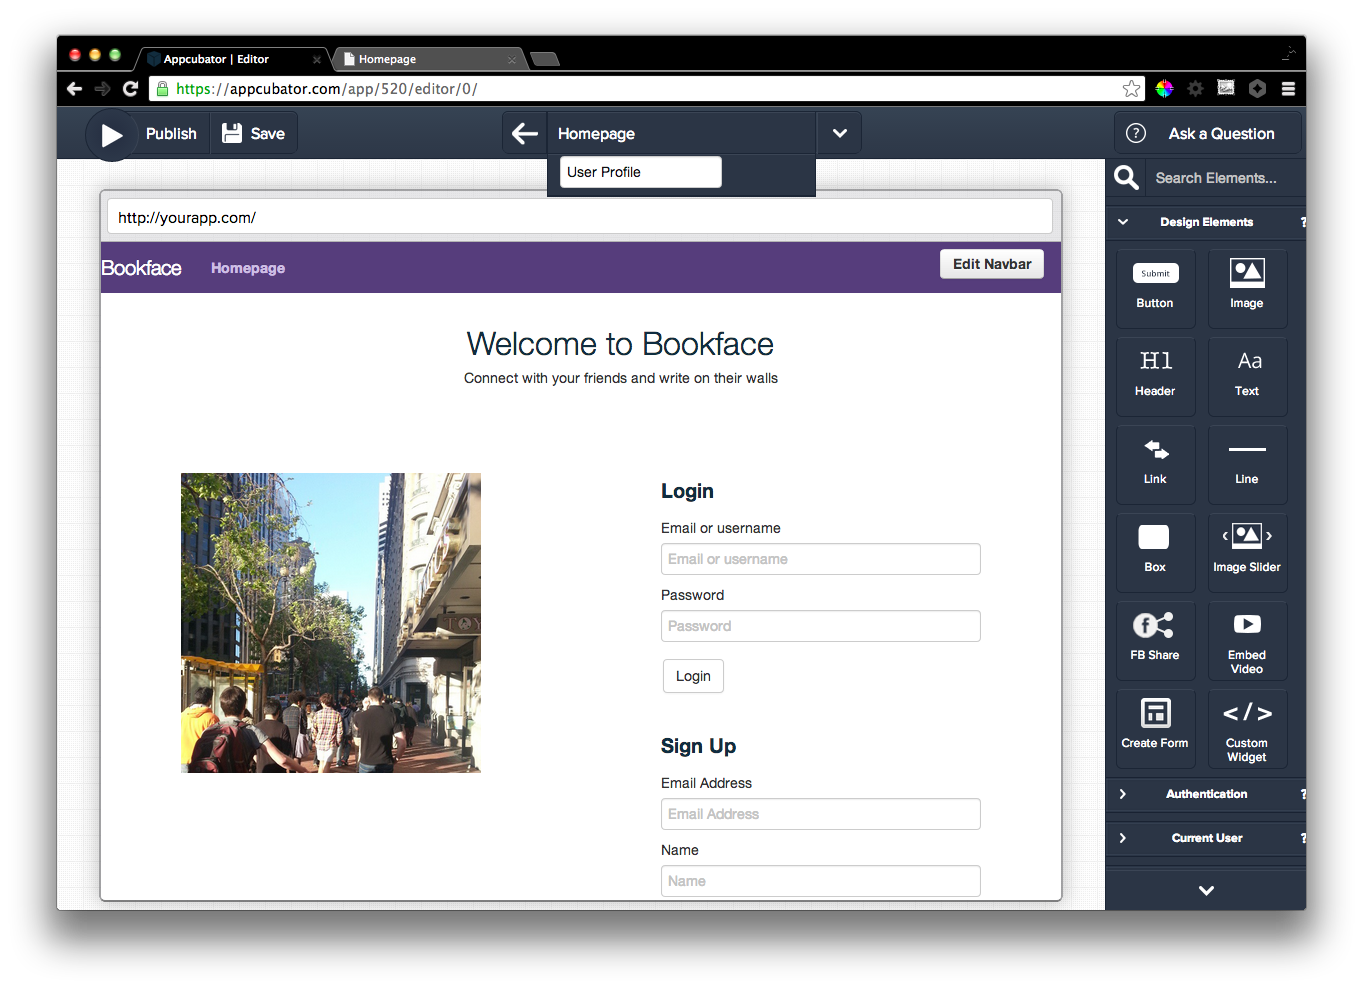 Appcubator | Editor
Homepage
https://appcubator.com/app/520/editor/0/
Publish
Save
Homepage
Ask a Question
User Profile
Search Elements...
http://yourapp.com/
Design Elements ?
Bookface
Homepage
Edit Navbar
Submit
Button
Image
Welcome to Bookface
Connect with your friends and write on their walls
H1
Header
Aa
Text
Link
Line
Login
Email or username
Email or username
Password
Password
Login
Box
Image Slider
f
FB Share
Embed
Video
Sign Up
Email Address
Email Address
Name
Name
</>
Create Form
Custom
Widget
Authentication ?
Current User ?